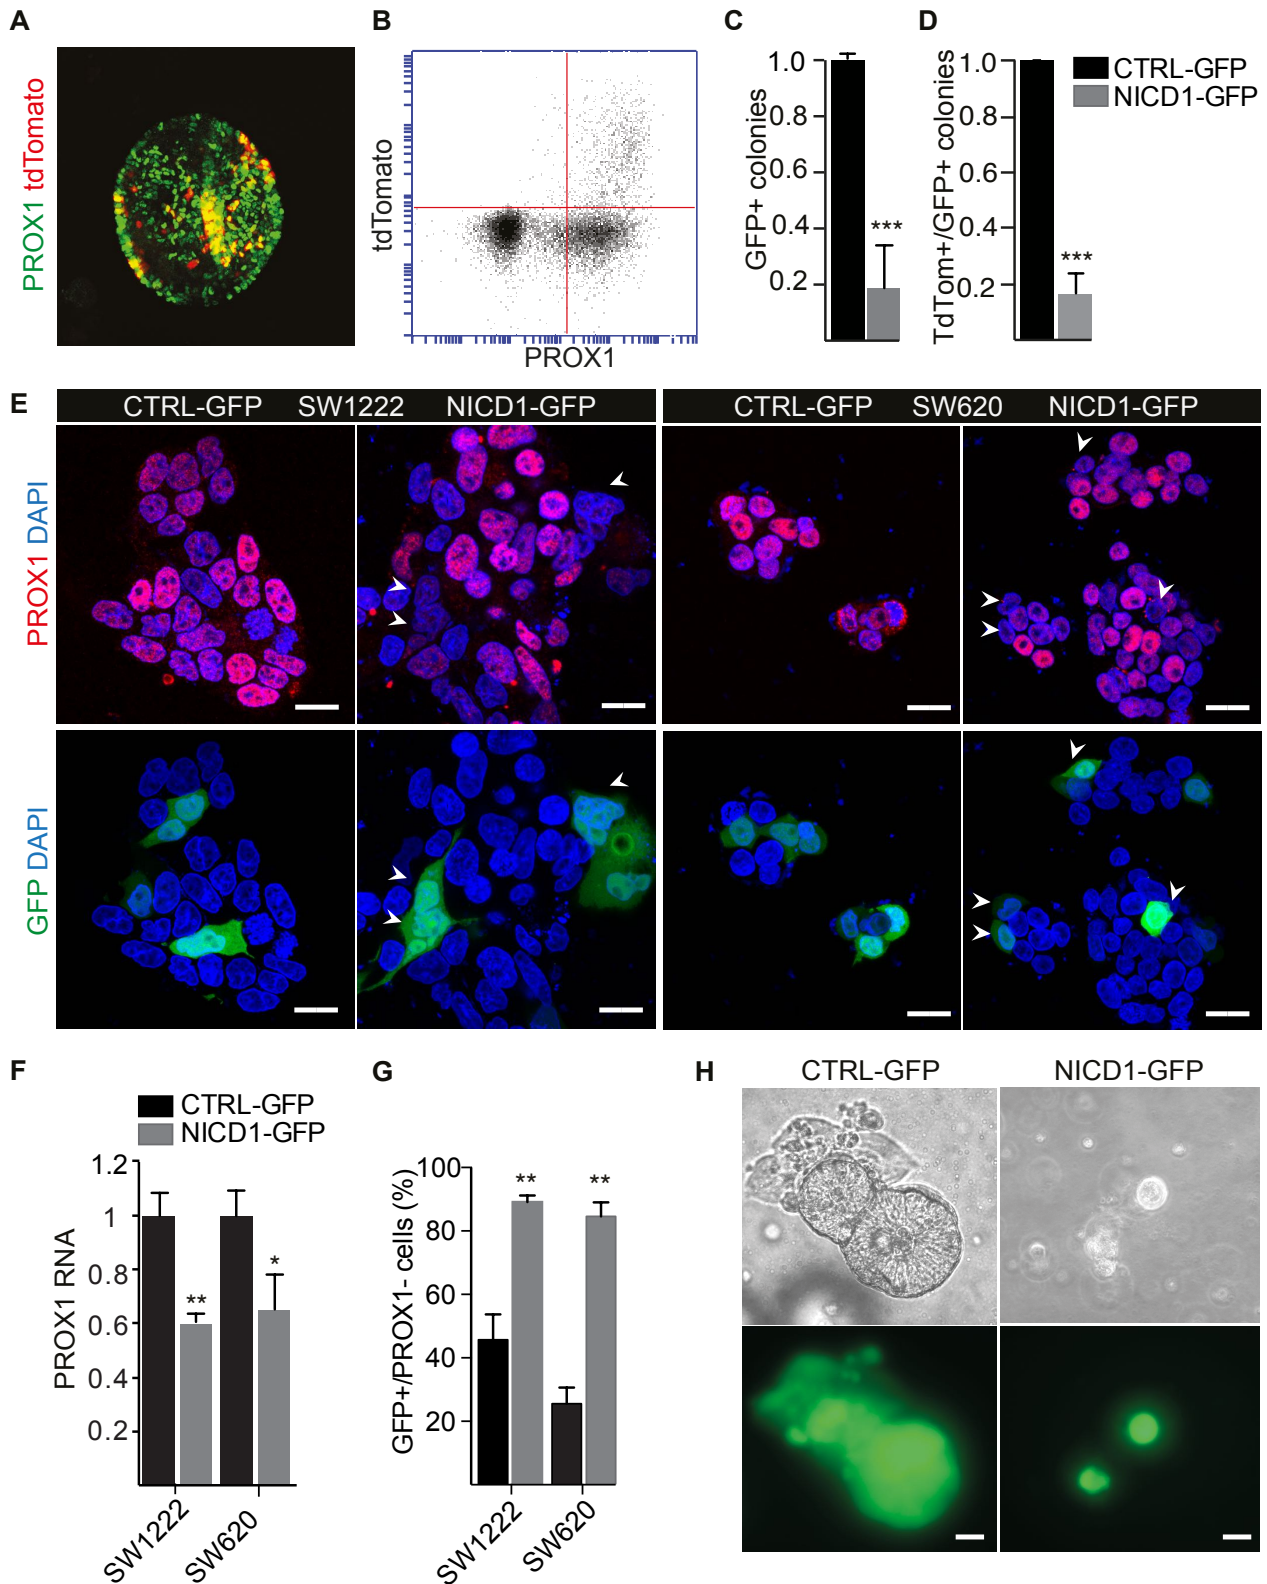 A
B
C
D
PROX1 tdTomato
tdTomato
PROX1
GFP+ colonies
1.0
0.8
0.6
0.4
0.2
***
TdTom+/GFP+ colonies
1.0
0.8
0.6
0.4
0.2
***
CTRL-GFP
NICD1-GFP
E
CTRL-GFP SW1222 NICD1-GFP
CTRL-GFP SW620 NICD1-GFP
PROX1 DAPI
GFP DAPI
F
CTRL-GFP
NICD1-GFP
PROX1 RNA
1.2
1
0.8
0.6
0.4
0.2
**
*
SW1222
SW620
G
GFP+/PROX1- cells (%)
100
80
60
40
20
**
**
SW1222
SW620
H
CTRL-GFP
NICD1-GFP